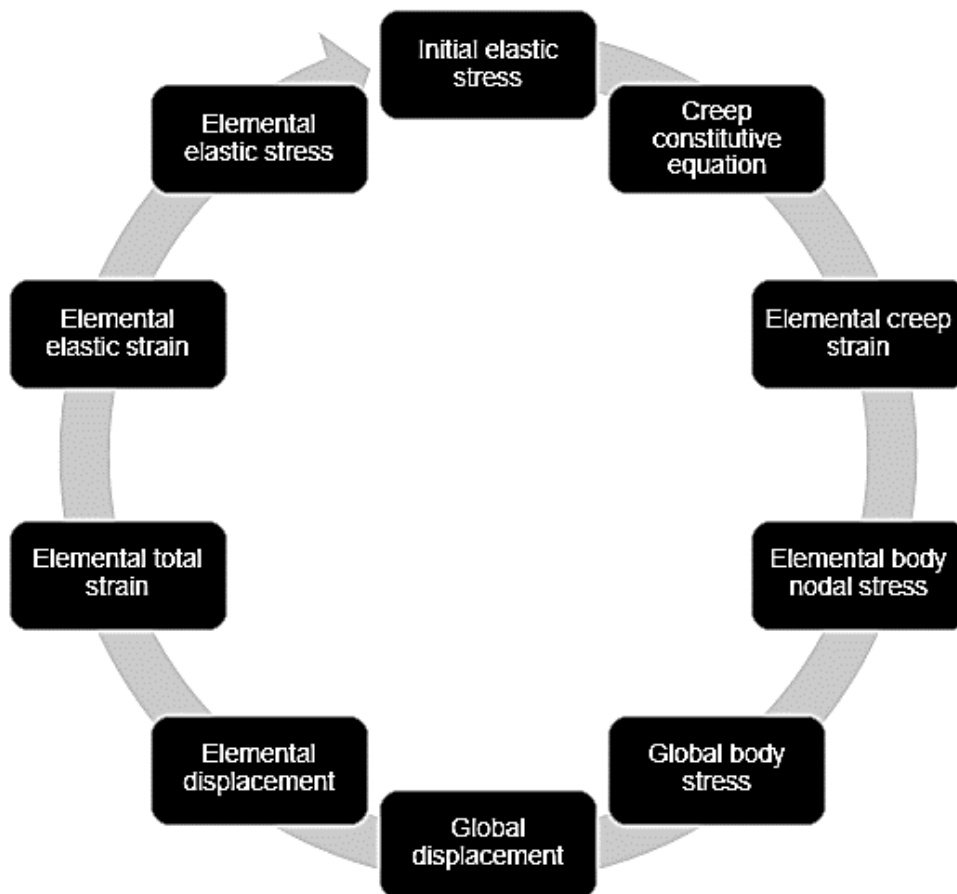 Initial elastic
stress
Creep
constitutive
equation
Elemental creep
strain
Elemental body
nodal stress
Global body
stress
Global
displacement
Elemental
displacement
Elemental total
strain
Elemental
elastic strain
Elemental
elastic stress